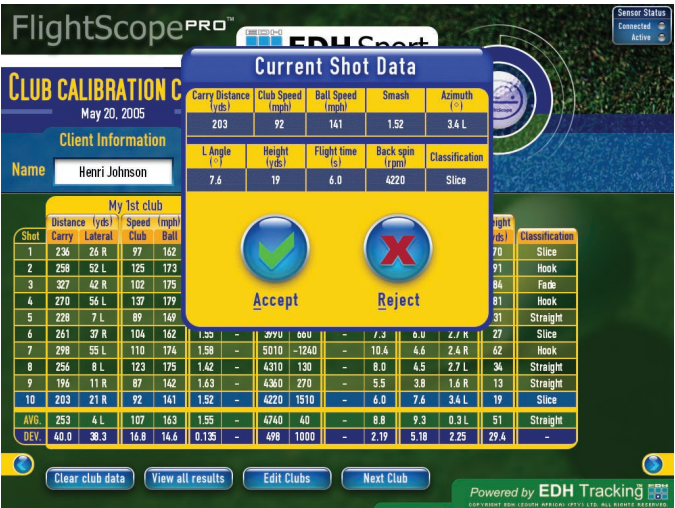 FlightScope PRO™
EDH Sport
Sensor Status
Connected
Active
CLUB CALIBRATION C
May 20, 2005
Client Information
Name Henri Johnson
Current Shot Data
Carry Distance (yds) Club Speed (mph) Ball Speed (mph) Smash Azimuth (°)
203 92 141 1.52 3.4 L
L Angle (°) Height (yds) Flight time (s) Back spin (rpm) Classification
7.6 19 6.0 4220 Slice
Accept Reject
My 1st club
Distance (yds) Speed (mph)
Shot Carry Lateral Club Ball Classification
1 236 26 R 97 162 70 Slice
2 258 52 L 125 173 91 Hook
3 327 42 R 102 175 84 Fade
4 270 56 L 137 179 81 Hook
5 228 7 L 89 149 31 Straight
6 261 37 R 104 162 1.55 - 3990 660 - 7.3 6.0 2.7 R 27 Slice
7 298 55 L 110 174 1.58 - 5010 -1240 - 10.4 4.6 2.4 R 62 Hook
8 256 8 L 123 175 1.42 - 4310 130 - 8.0 4.5 2.7 L 34 Straight
9 196 11 R 87 142 1.63 - 4360 270 - 5.5 3.8 1.6 R 13 Straight
10 203 21 R 92 141 1.52 - 4220 1510 - 6.0 7.6 3.4 L 19 Slice
AVG. 253 4 L 107 163 1.55 - 4740 40 - 8.8 9.3 0.3 L 51 Straight
DEV. 40.0 38.3 16.8 14.6 0.135 - 498 1000 - 2.19 5.18 2.25 29.4 -
Clear club data View all results Edit Clubs Next Club
Powered by EDH Tracking
COPYRIGHT EDH (SOUTH AFRICA) (PTY) LTD. ALL RIGHTS RESERVED.